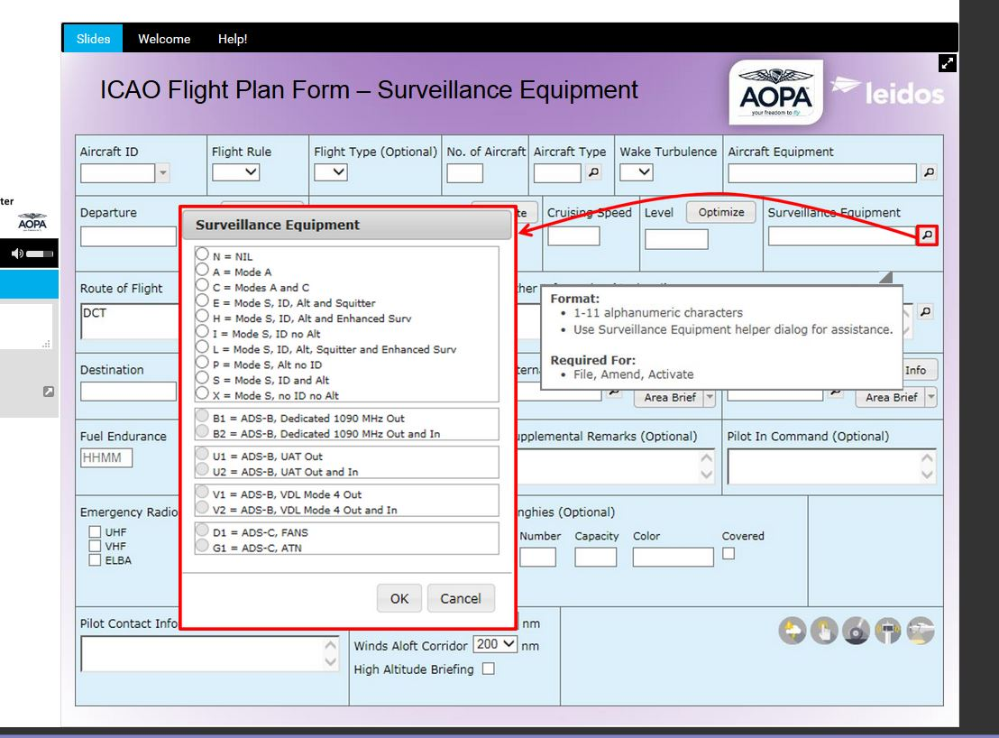 Slides Welcome Help!
ICAO Flight Plan Form – Surveillance Equipment
AOPA
your freedom to fly
leidos
Aircraft ID
Flight Rule
Flight Type (Optional)
No. of Aircraft
Aircraft Type
Wake Turbulence
Aircraft Equipment
ter
AOPA
Departure
te
Cruising Speed
Level
Optimize
Surveillance Equipment
Surveillance Equipment
N = NIL
A = Mode A
C = Modes A and C
E = Mode S, ID, Alt and Squitter
H = Mode S, ID, Alt and Enhanced Surv
I = Mode S, ID no Alt
L = Mode S, ID, Alt, Squitter and Enhanced Surv
P = Mode S, Alt no ID
S = Mode S, ID and Alt
X = Mode S, no ID no Alt
B1 = ADS-B, Dedicated 1090 MHz Out
B2 = ADS-B, Dedicated 1090 MHz Out and In
U1 = ADS-B, UAT Out
U2 = ADS-B, UAT Out and In
V1 = ADS-B, VDL Mode 4 Out
V2 = ADS-B, VDL Mode 4 Out and In
D1 = ADS-C, FANS
G1 = ADS-C, ATN
OK
Cancel
Route of Flight
DCT
her
Format:
• 1-11 alphanumeric characters
• Use Surveillance Equipment helper dialog for assistance.
Required For:
• File, Amend, Activate
Destination
tern
Info
Area Brief
Area Brief
Fuel Endurance
HHMM
upplemental Remarks (Optional)
Pilot In Command (Optional)
Emergency Radio
UHF
VHF
ELBA
nghies (Optional)
Number
Capacity
Color
Covered
Pilot Contact Info
nm
Winds Aloft Corridor 200 nm
High Altitude Briefing